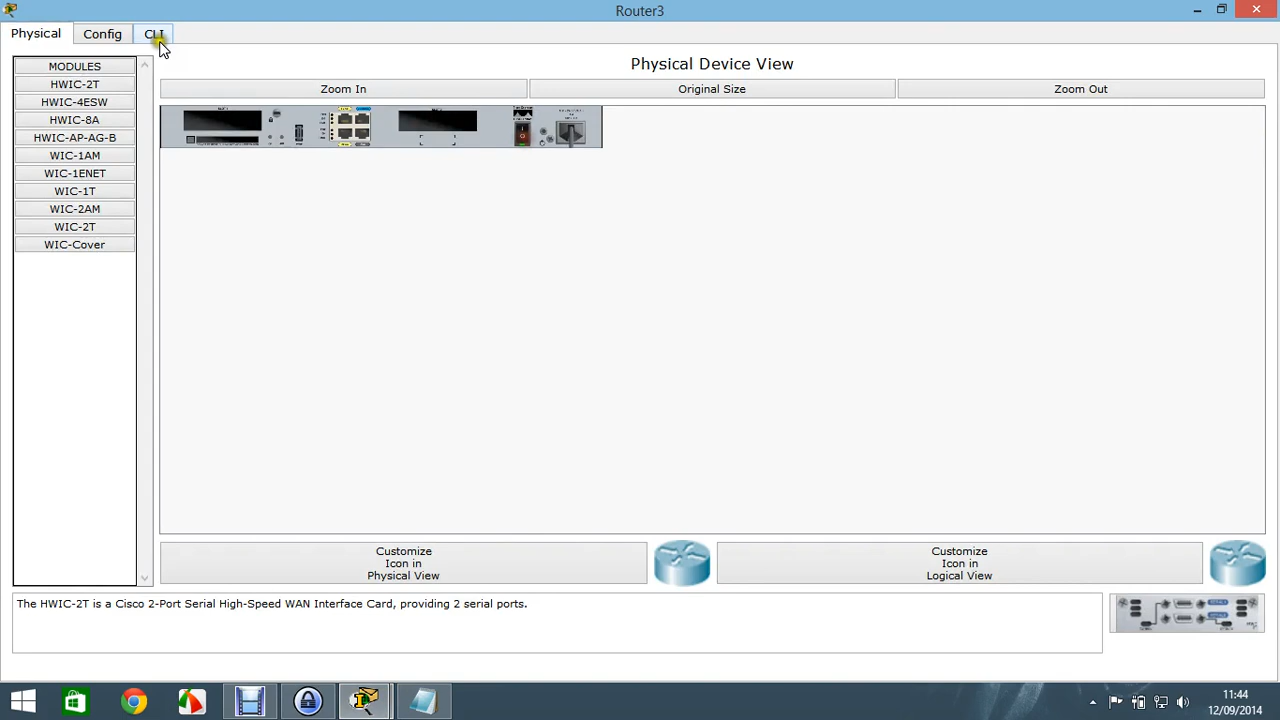 Router3
Physical
Config
CLI
MODULES
HWIC-2T
HWIC-4ESW
HWIC-8A
HWIC-AP-AG-B
WIC-1AM
WIC-1ENET
WIC-1T
WIC-2AM
WIC-2T
WIC-Cover
Physical Device View
Zoom In
Original Size
Zoom Out
Customize
Icon in
Physical View
Customize
Icon in
Logical View
The HWIC-2T is a Cisco 2-Port Serial High-Speed WAN Interface Card, providing 2 serial ports.
11:44
12/09/2014